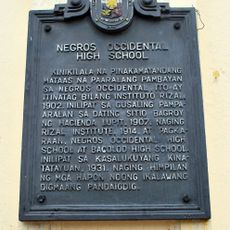 NEGROS OCCIDENTAL
HIGH SCHOOL
KINIKILALA NA PINAKAMATANDANG
MATAAS NA PAARALANG PAMBAYAN
SA NEGROS OCCIDENTAL ITO AY
ITINATAG BILANG INSTITUTO RIZAL,
1902. INILIPAT SA GUSALING PAMPA-
ARALAN SA DATING SITIO BAGROY
NG HACIENDA LUPIT, 1907. NAGING
RIZAL INSTITUTE, 1914, AT PAGKA-
RAAN, NEGROS OCCIDENTAL HIGH
SCHOOL AT BACOLOD HIGH SCHOOL.
INILIPAT SA KASALUKUYANG KINA-
TATAYUAN, 1931. NAGING HIMPILAN
NG MGA HAPON NOONG IKALAWANG
DIGMAANG PANDAIGDIG.